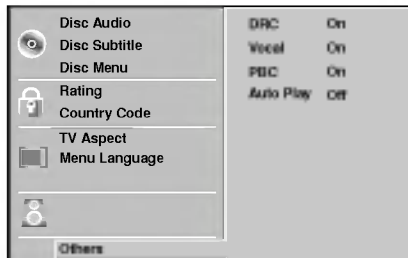 Disc Audio
Disc Subtitle
Disc Menu
Rating
Country Code
TV Aspect
Menu Language
Others
DRC On
Vocal On
PBC On
Auto Play Off